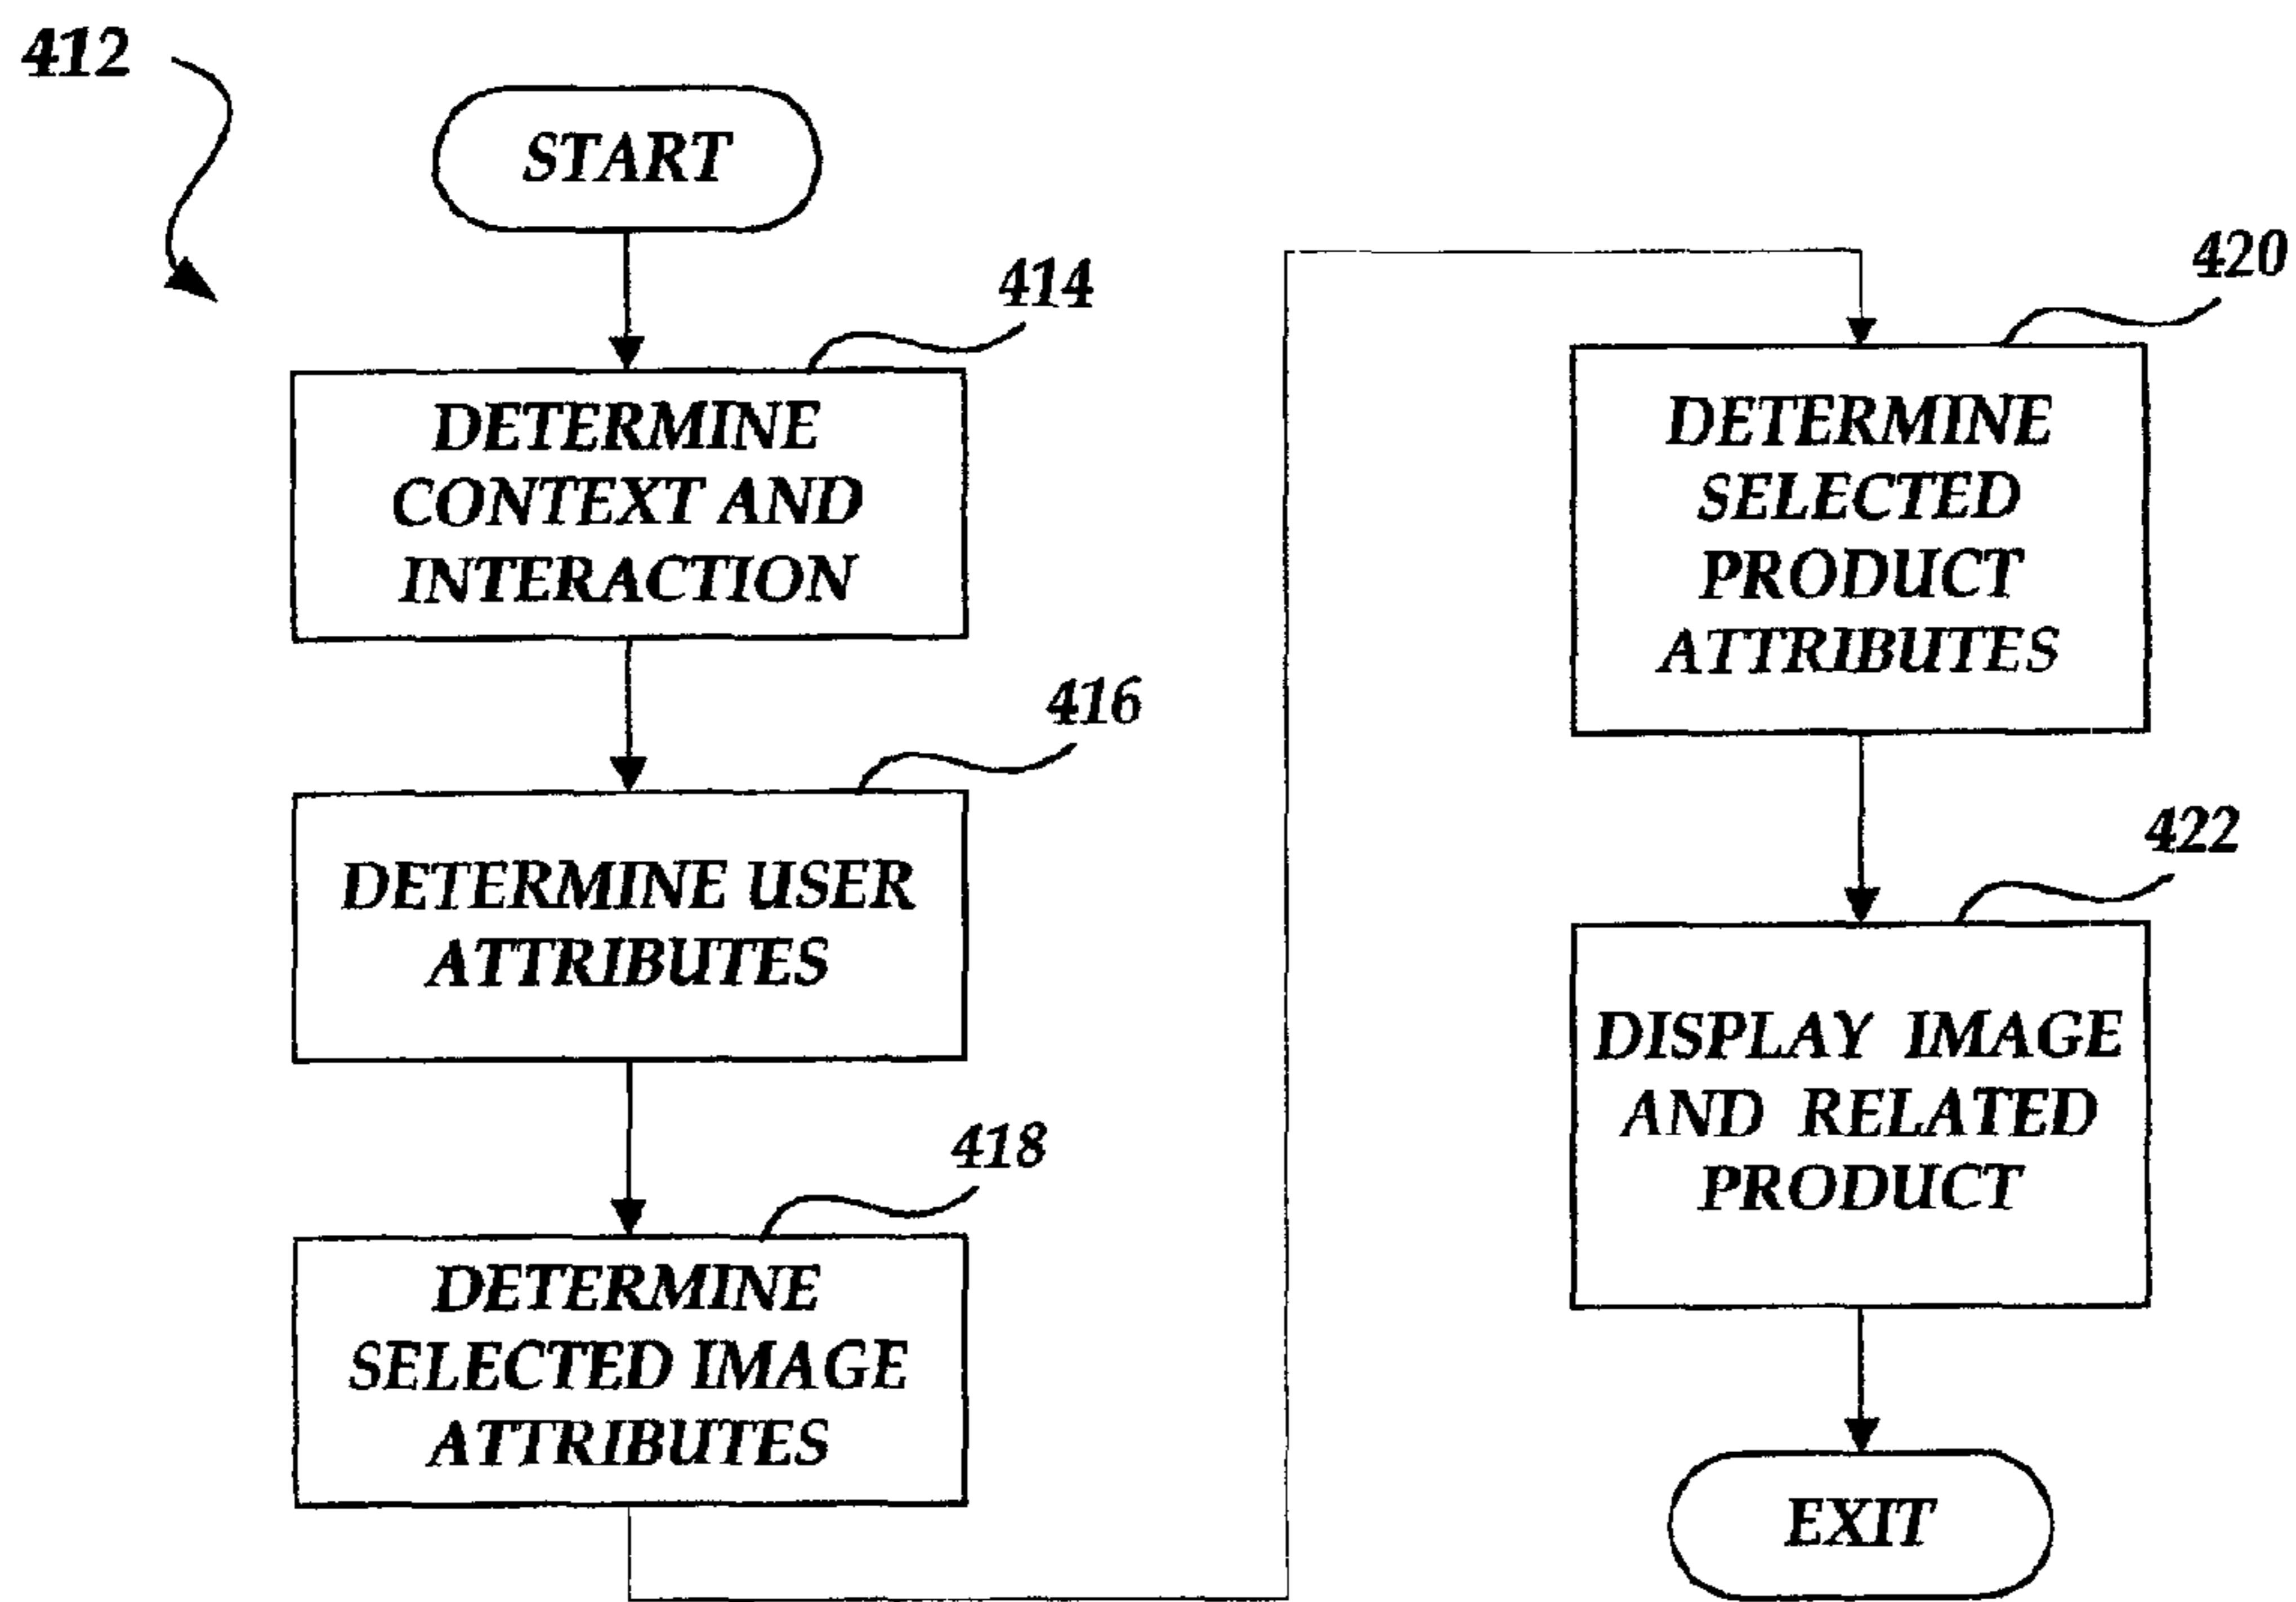 412
START
414
DETERMINE
CONTEXT AND
INTERACTION
416
DETERMINE USER
ATTRIBUTES
418
DETERMINE
SELECTED IMAGE
ATTRIBUTES
420
DETERMINE
SELECTED
PRODUCT
ATTRIBUTES
422
DISPLAY IMAGE
AND RELATED
PRODUCT
EXIT